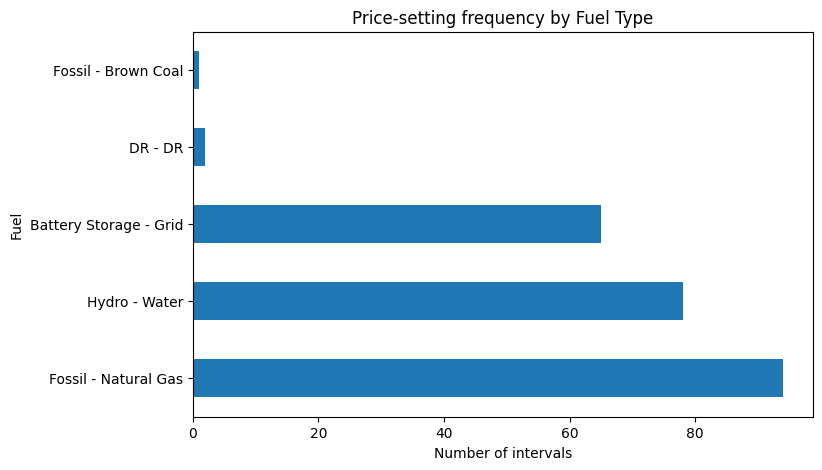 Price-setting frequency by Fuel Type
Fossil - Brown Coal
DR - DR
Battery Storage - Grid
Hydro - Water
Fossil - Natural Gas
Fuel
0 20 40 60 80
Number of intervals